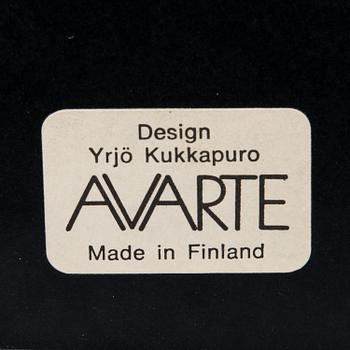 Design
Yrjö Kukkapuro
AVARTE
Made in Finland